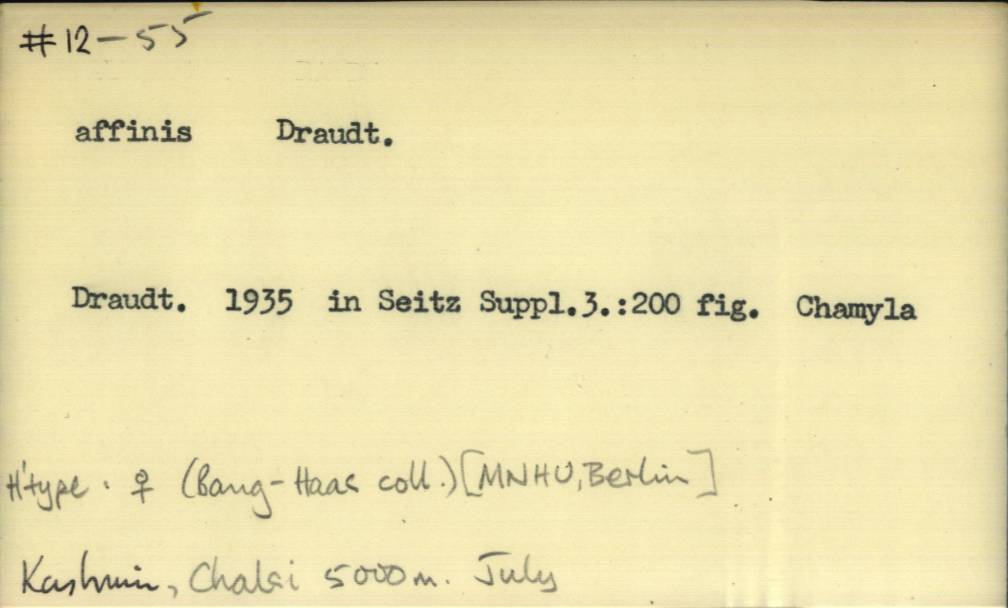 #12-55
affinis Draudt.
Draudt. 1935 in Seitz Suppl.3.:200 fig. Chamyla
H'type. ♀ (Bang-Haas coll.)[MNHU,Berlin]
Kashmir, Chalsi 5000m. July